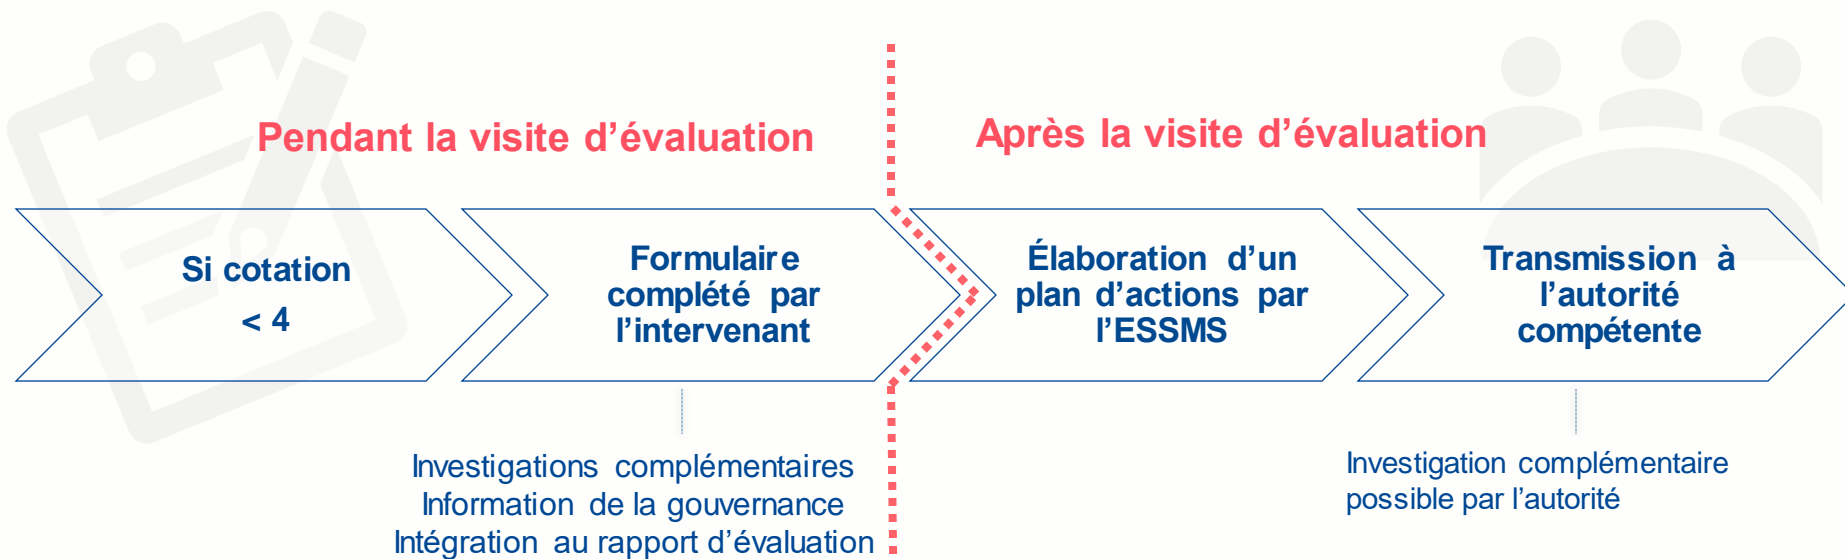 Pendant la visite d’évaluation
Après la visite d’évaluation
Si cotation
< 4
Formulaire
complété par
l’intervenant
Élaboration d’un
plan d’actions par
l’ESSMS
Transmission à
l’autorité
compétente
Investigations complémentaires
Information de la gouvernance
Intégration au rapport d’évaluation
Investigation complémentaire
possible par l’autorité